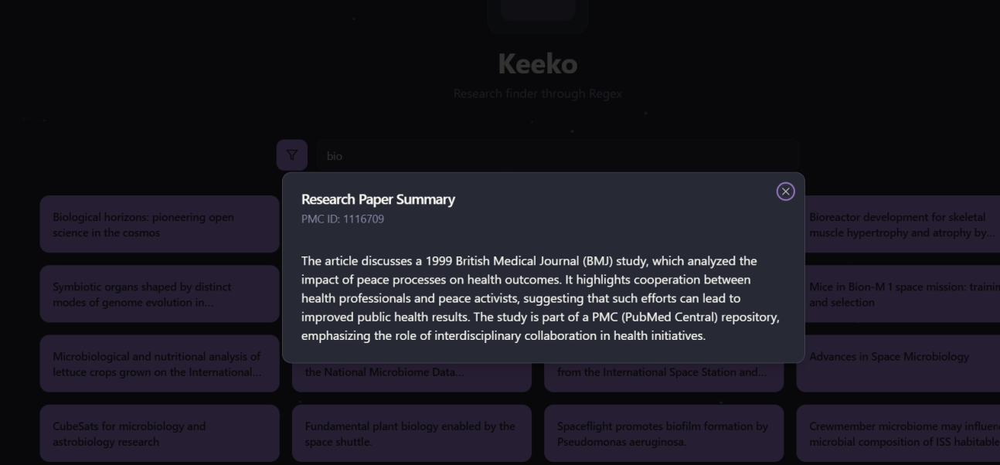 Keeko
Research finder through Regex
bio
Research Paper Summary
PMC ID: 1116709
The article discusses a 1999 British Medical Journal (BMJ) study, which analyzed the
impact of peace processes on health outcomes. It highlights cooperation between
health professionals and peace activists, suggesting that such efforts can lead to
improved public health results. The study is part of a PMC (PubMed Central) repository,
emphasizing the role of interdisciplinary collaboration in health initiatives.
Biological horizons: pioneering open
science in the cosmos
Bioreactor development for skeletal
muscle hypertrophy and atrophy by...
Symbiotic organs shaped by distinct
modes of genome evolution in...
Mice in Bion-M 1 space mission:
and selection
Microbiological and nutritional analysis of
lettuce crops grown on the International...
the National Microbiome Data...
from the International Space Station and...
Advances in Space Microbiology
CubeSats for microbiology and
astrobiology research
Fundamental plant biology enabled by the
space shuttle.
Spaceflight promotes biofilm formation by
Pseudomonas aeruginosa.
Crewmember microbiome may
microbial composition of ISS